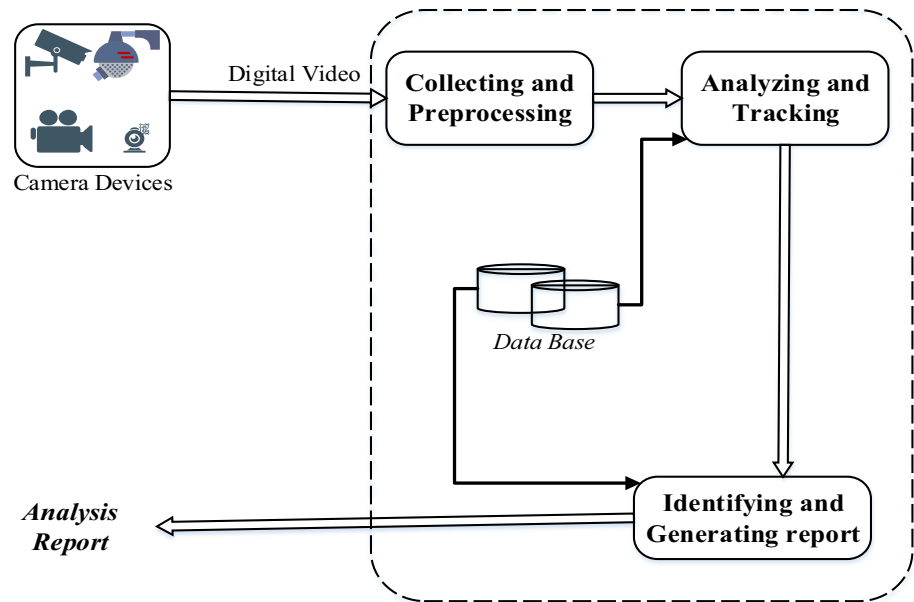 Digital Video
Camera Devices
Collecting and
Preprocessing
Analyzing and
Tracking
Data Base
Identifying and
Generating report
Analysis
Report